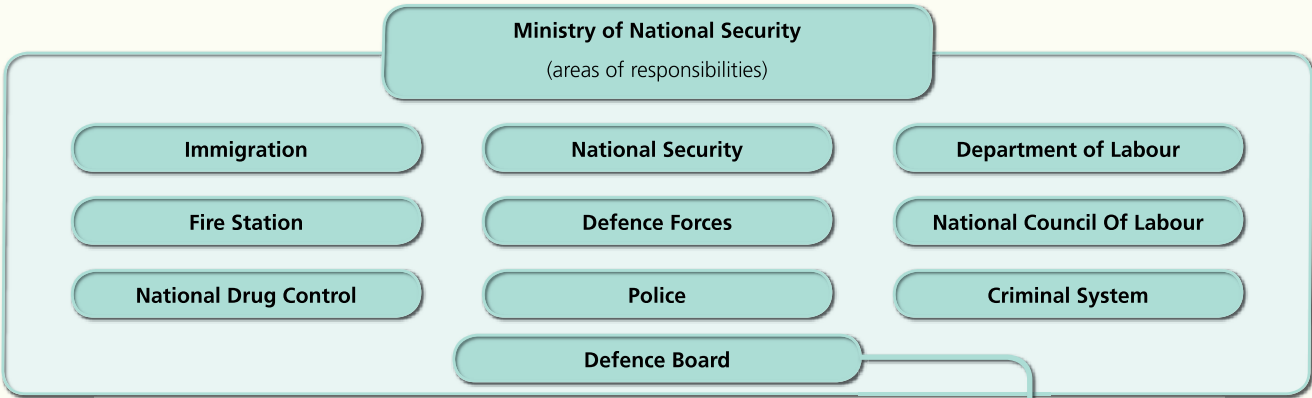 Ministry of National Security
(areas of responsibilities)
Immigration
National Security
Department of Labour
Fire Station
Defence Forces
National Council Of Labour
National Drug Control
Police
Criminal System
Defence Board